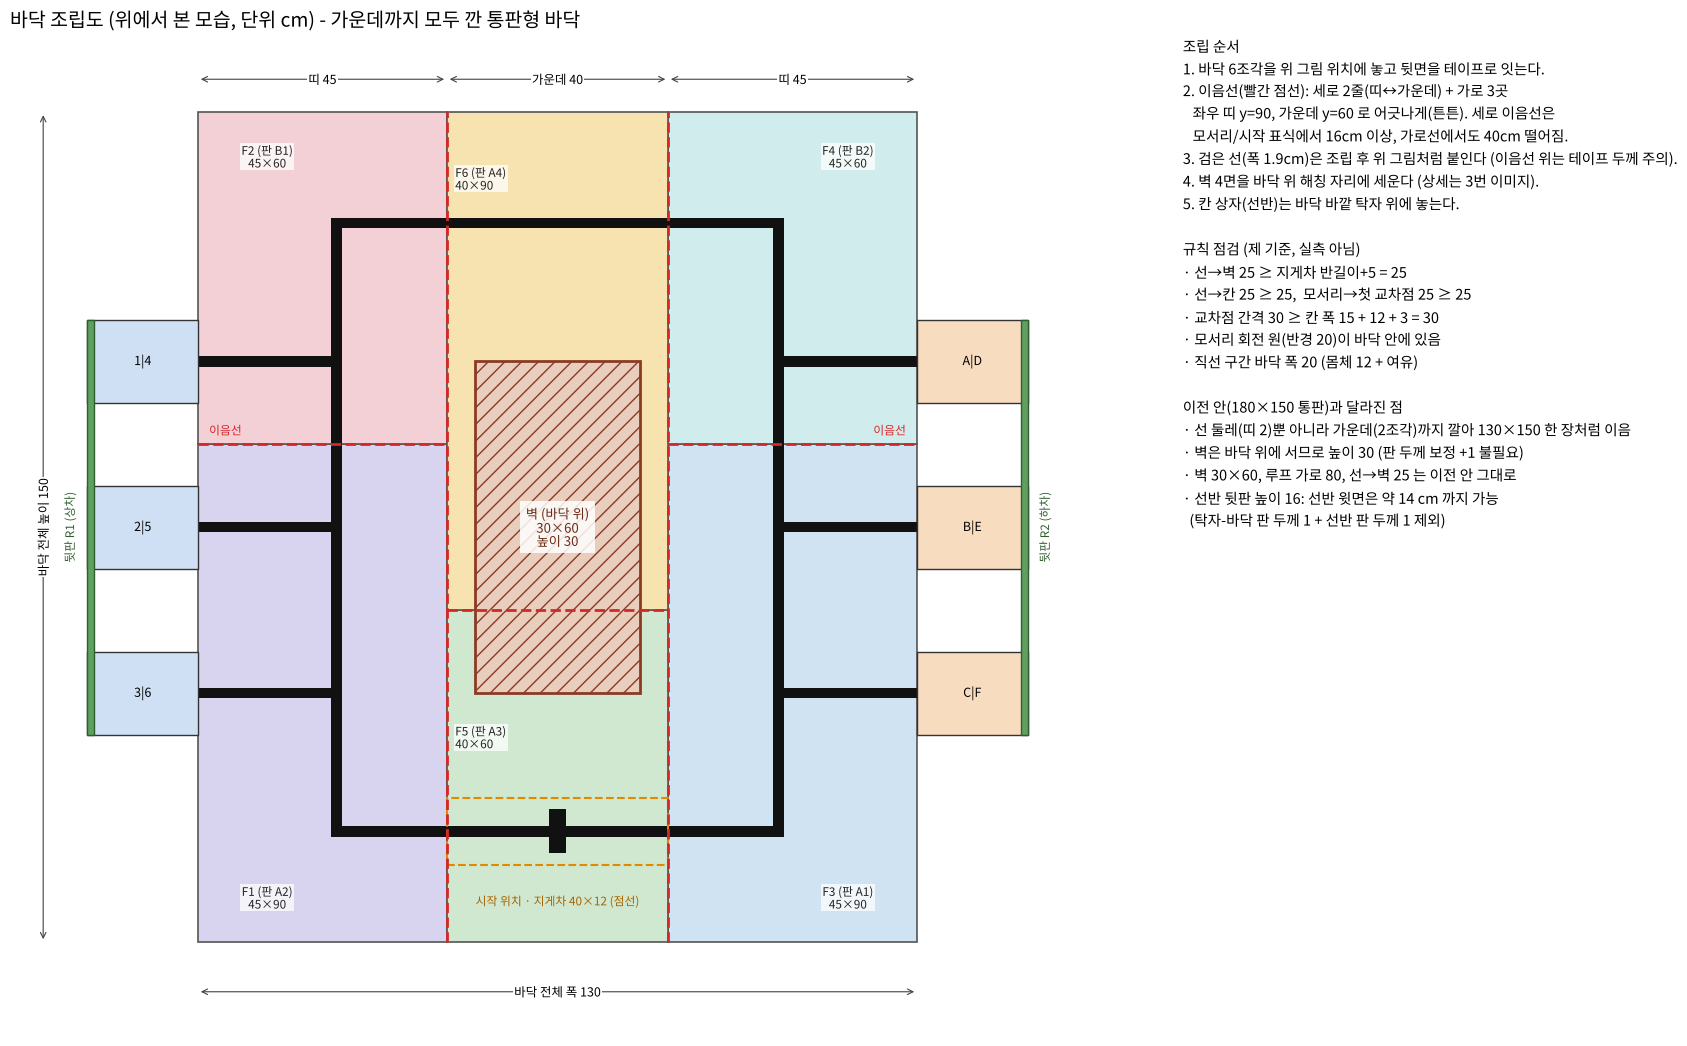 바닥 조립도 (위에서 본 모습, 단위 cm) - 가운데까지 모두 깐 통판형 바닥
띠 45
가운데 40
띠 45
F2 (판 B1)
45×60
F6 (판 A4)
40×90
F4 (판 B2)
45×60
1|4
A|D
이음선
이음선
바닥 전체 높이 150
뒷판 R1 (상차)
2|5
벽 (바닥 위)
30×60
높이 30
B|E
뒷판 R2 (하차)
3|6
C|F
F5 (판 A3)
40×60
F1 (판 A2)
45×90
시작 위치 · 지게차 40×12 (점선)
F3 (판 A1)
45×90
바닥 전체 폭 130
조립 순서
1. 바닥 6조각을 위 그림 위치에 놓고 뒷면을 테이프로 잇는다.
2. 이음선(빨간 점선): 세로 2줄(띠↔가운데) + 가로 3곳
좌우 띠 y=90, 가운데 y=60 로 어긋나게(튼튼). 세로 이음선은
모서리/시작 표식에서 16cm 이상, 가로선에서도 40cm 떨어짐.
3. 검은 선(폭 1.9cm)은 조립 후 위 그림처럼 붙인다 (이음선 위는 테이프 두께 주의).
4. 벽 4면을 바닥 위 해칭 자리에 세운다 (상세는 3번 이미지).
5. 칸 상자(선반)는 바닥 바깥 탁자 위에 놓는다.
규칙 점검 (제 기준, 실측 아님)
· 선→벽 25 ≥ 지게차 반길이+5 = 25
· 선→칸 25 ≥ 25, 모서리→첫 교차점 25 ≥ 25
· 교차점 간격 30 ≥ 칸 폭 15 + 12 + 3 = 30
· 모서리 회전 원(반경 20)이 바닥 안에 있음
· 직선 구간 바닥 폭 20 (몸체 12 + 여유)
이전 안(180×150 통판)과 달라진 점
· 선 둘레(띠 2)뿐 아니라 가운데(2조각)까지 깔아 130×150 한 장처럼 이음
· 벽은 바닥 위에 서므로 높이 30 (판 두께 보정 +1 불필요)
· 벽 30×60, 루프 가로 80, 선→벽 25 는 이전 안 그대로
· 선반 뒷판 높이 16: 선반 윗면은 약 14 cm 까지 가능
(탁자-바닥 판 두께 1 + 선반 판 두께 1 제외)